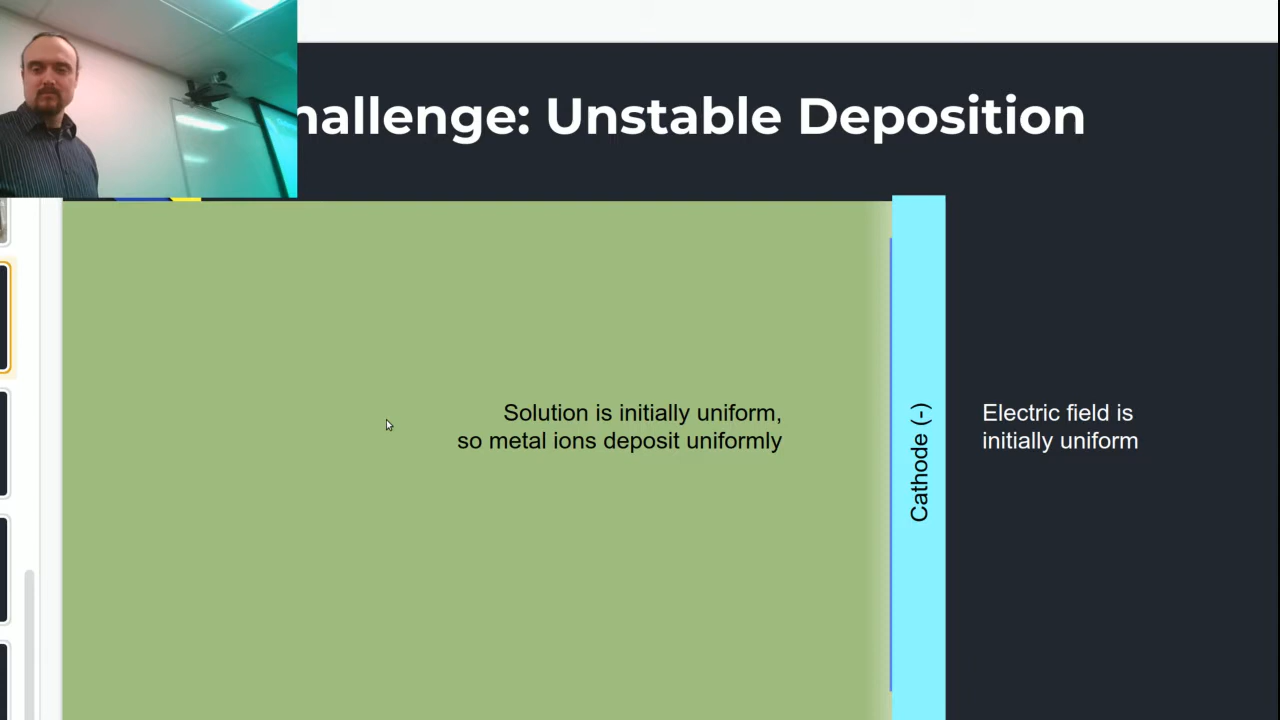 hallenge: Unstable Deposition
Solution is initially uniform,
so metal ions deposit uniformly
Cathode (-)
Electric field is
initially uniform